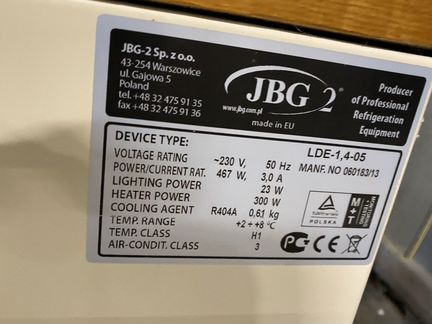 JBG-2 Sp. z o.o.
43-254 Warszowice
ul. Gajowa 5
Poland
tel. +48 32 475 91 35
fax +48 32 475 91 36
JBG 2®
www.jbg.com.pl
made in EU
Producer
of Professional
Refrigeration
Equipment
DEVICE TYPE: LDE-1,4-05
VOLTAGE RATING ~230 V, 50 Hz MANF. NO 060183/13
POWER/CURRENT RAT. 467 W, 3,0 A
LIGHTING POWER 23 W
HEATER POWER 300 W
COOLING AGENT R404A 0,61 kg
TEMP. RANGE +2 ÷ +8 °C
TEMP. CLASS H1
AIR-CONDIT. CLASS 3
POLSKA
M+T
CE